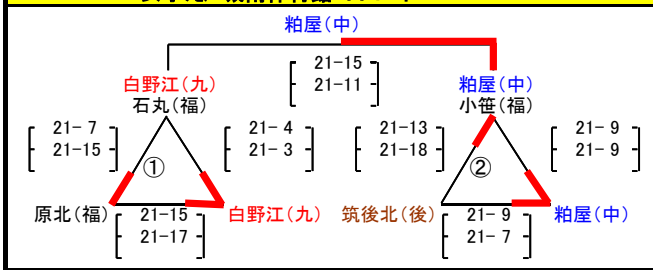 粕屋(中)
21-15
21-11
白野江(九)
石丸(福)
粕屋(中)
小笹(福)
21- 7
21-15
21- 4
21- 3
21-13
21-18
21- 9
21- 9
①
②
原北(福)
21-15
21-17
白野江(九)
筑後北(後)
21- 9
21- 7
粕屋(中)